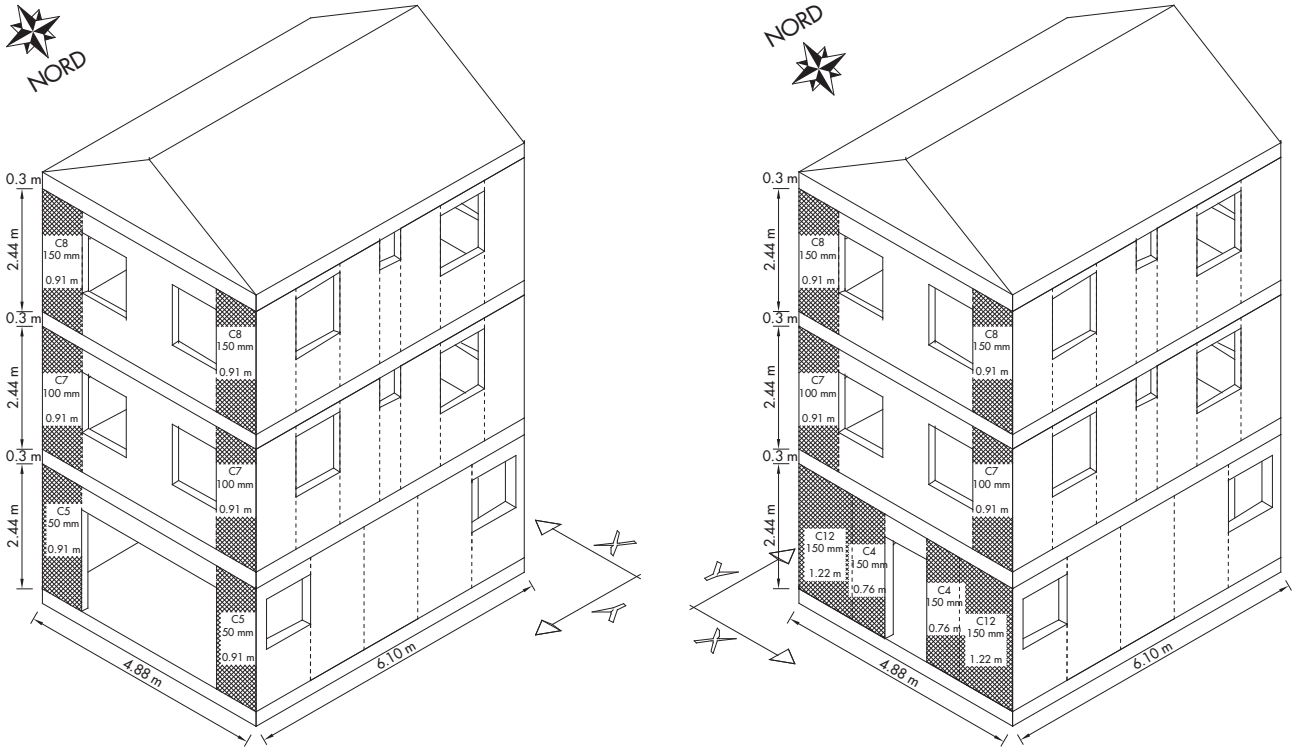 NORD
0.3 m
2.44 m
C8
150 mm
0.91 m
C8
150 mm
0.91 m
0.3 m
2.44 m
C7
100 mm
0.91 m
C7
100 mm
0.91 m
0.3 m
2.44 m
C5
50 mm
0.91 m
C5
50 mm
0.91 m
4.88 m
6.10 m
X
Y
NORD
0.3 m
2.44 m
C8
150 mm
0.91 m
C8
150 mm
0.91 m
0.3 m
2.44 m
C7
100 mm
0.91 m
C7
100 mm
0.91 m
0.3 m
2.44 m
C12
150 mm
1.22 m
C4
150 mm
0.76 m
C4
150 mm
0.76 m
C12
150 mm
1.22 m
4.88 m
6.10 m
Y
X